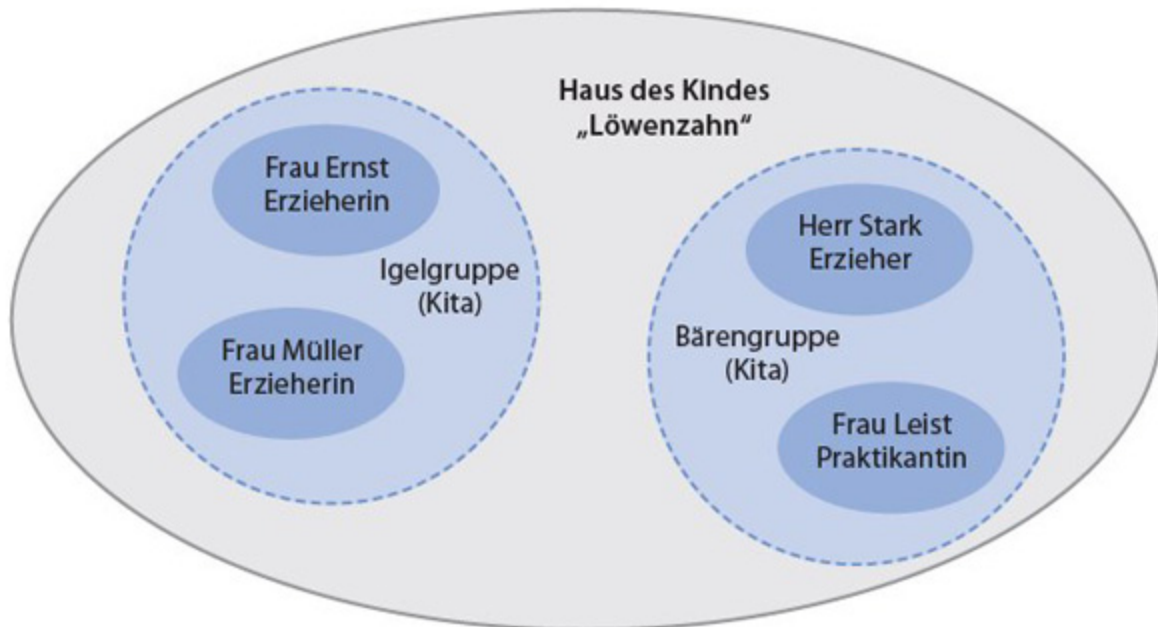 Haus des Kindes
„Löwenzahn“
Frau Ernst
Erzieherin
Igelgruppe
(Kita)
Frau Müller
Erzieherin
Herr Stark
Erzieher
Bärengruppe
(Kita)
Frau Leist
Praktikantin